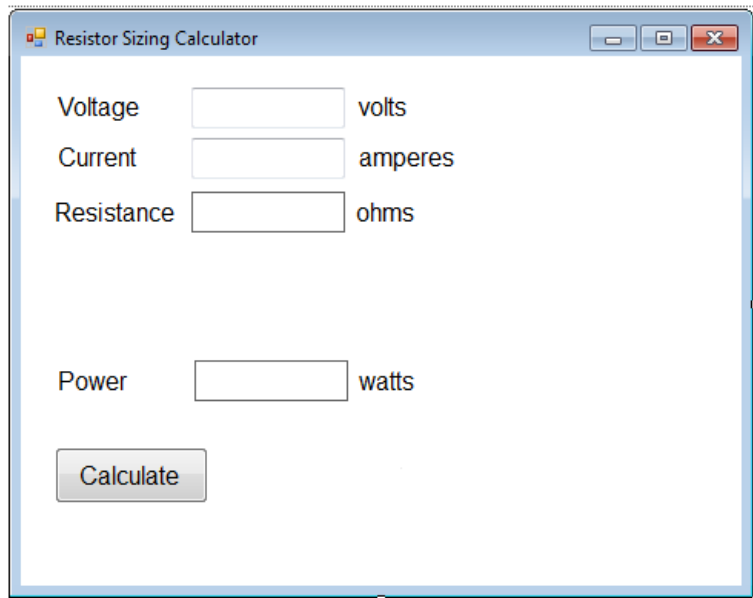 Resistor Sizing Calculator
Voltage volts
Current amperes
Resistance ohms
Power watts
Calculate